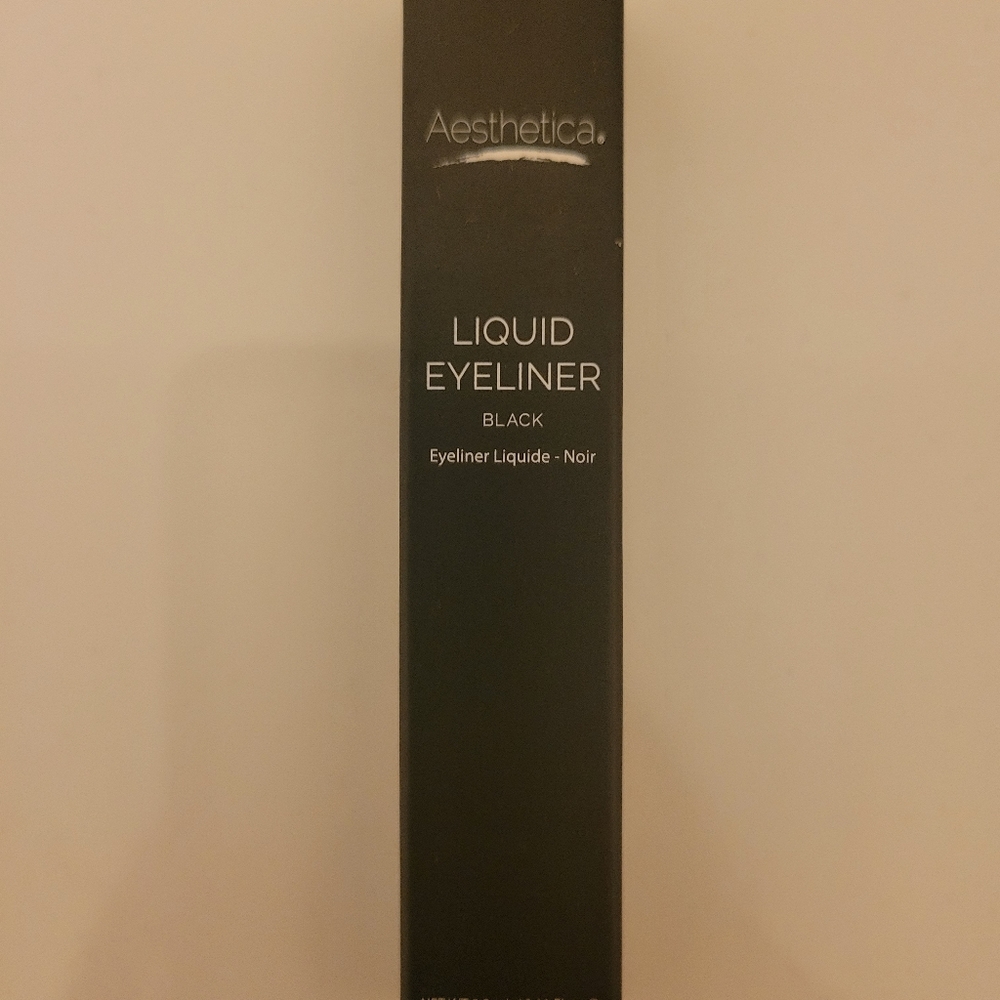 Aesthetica.
LIQUID
EYELINER
BLACK
Eyeliner Liquide - Noir